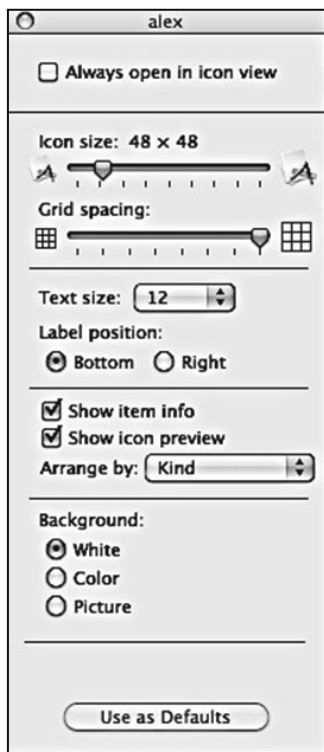 alex
Always open in icon view
Icon size: 48 × 48
Grid spacing:
Text size: 12
Label position:
Bottom Right
Show item info
Show icon preview
Arrange by: Kind
Background:
White
Color
Picture
Use as Defaults